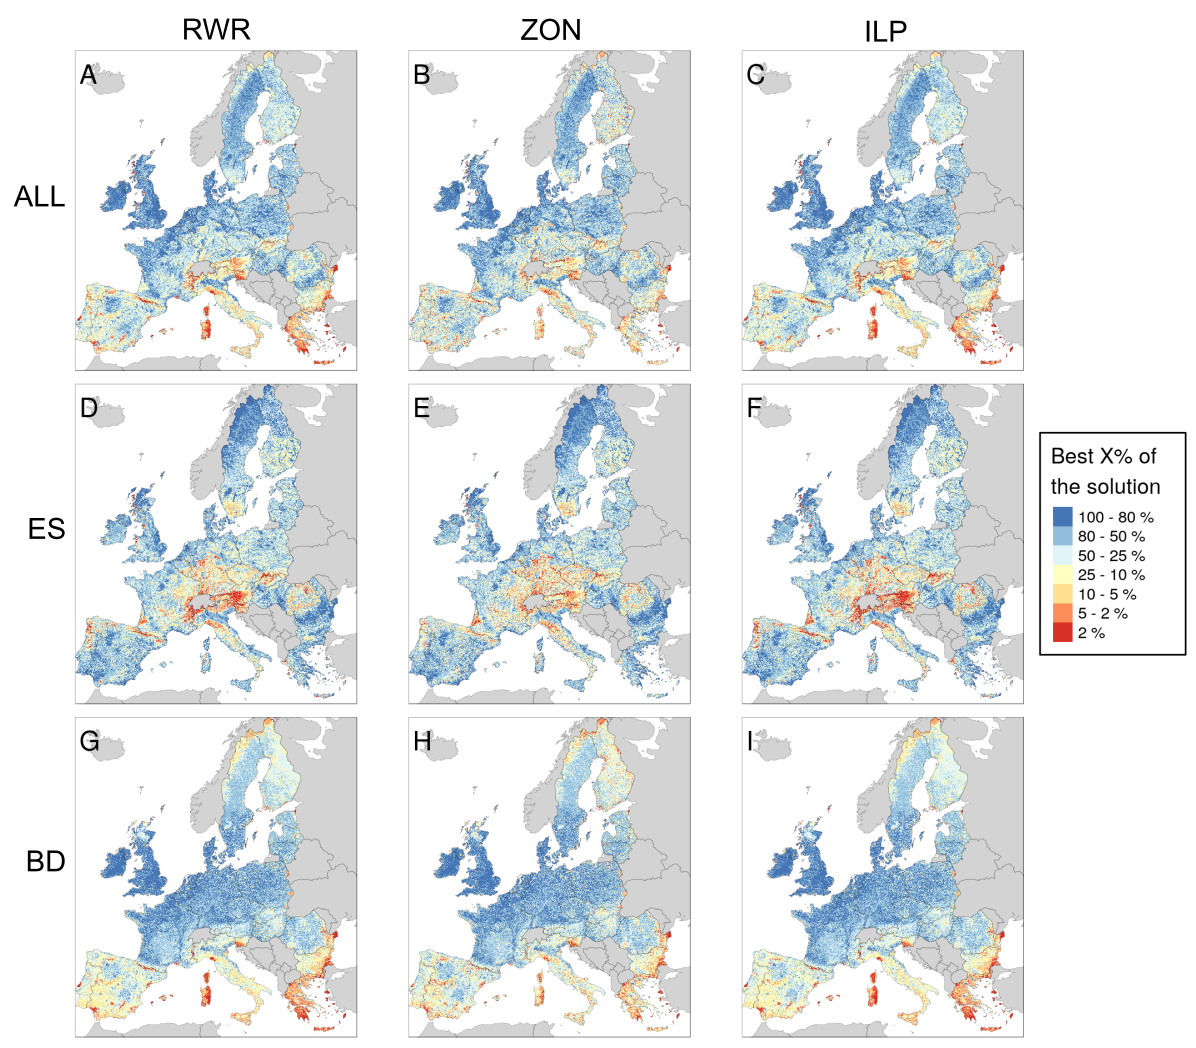 RWR ZON ILP
A B C
ALL
D E F
ES
Best X% of
the solution
100 - 80 %
80 - 50 %
50 - 25 %
25 - 10 %
10 - 5 %
5 - 2 %
2 %
G H I
BD